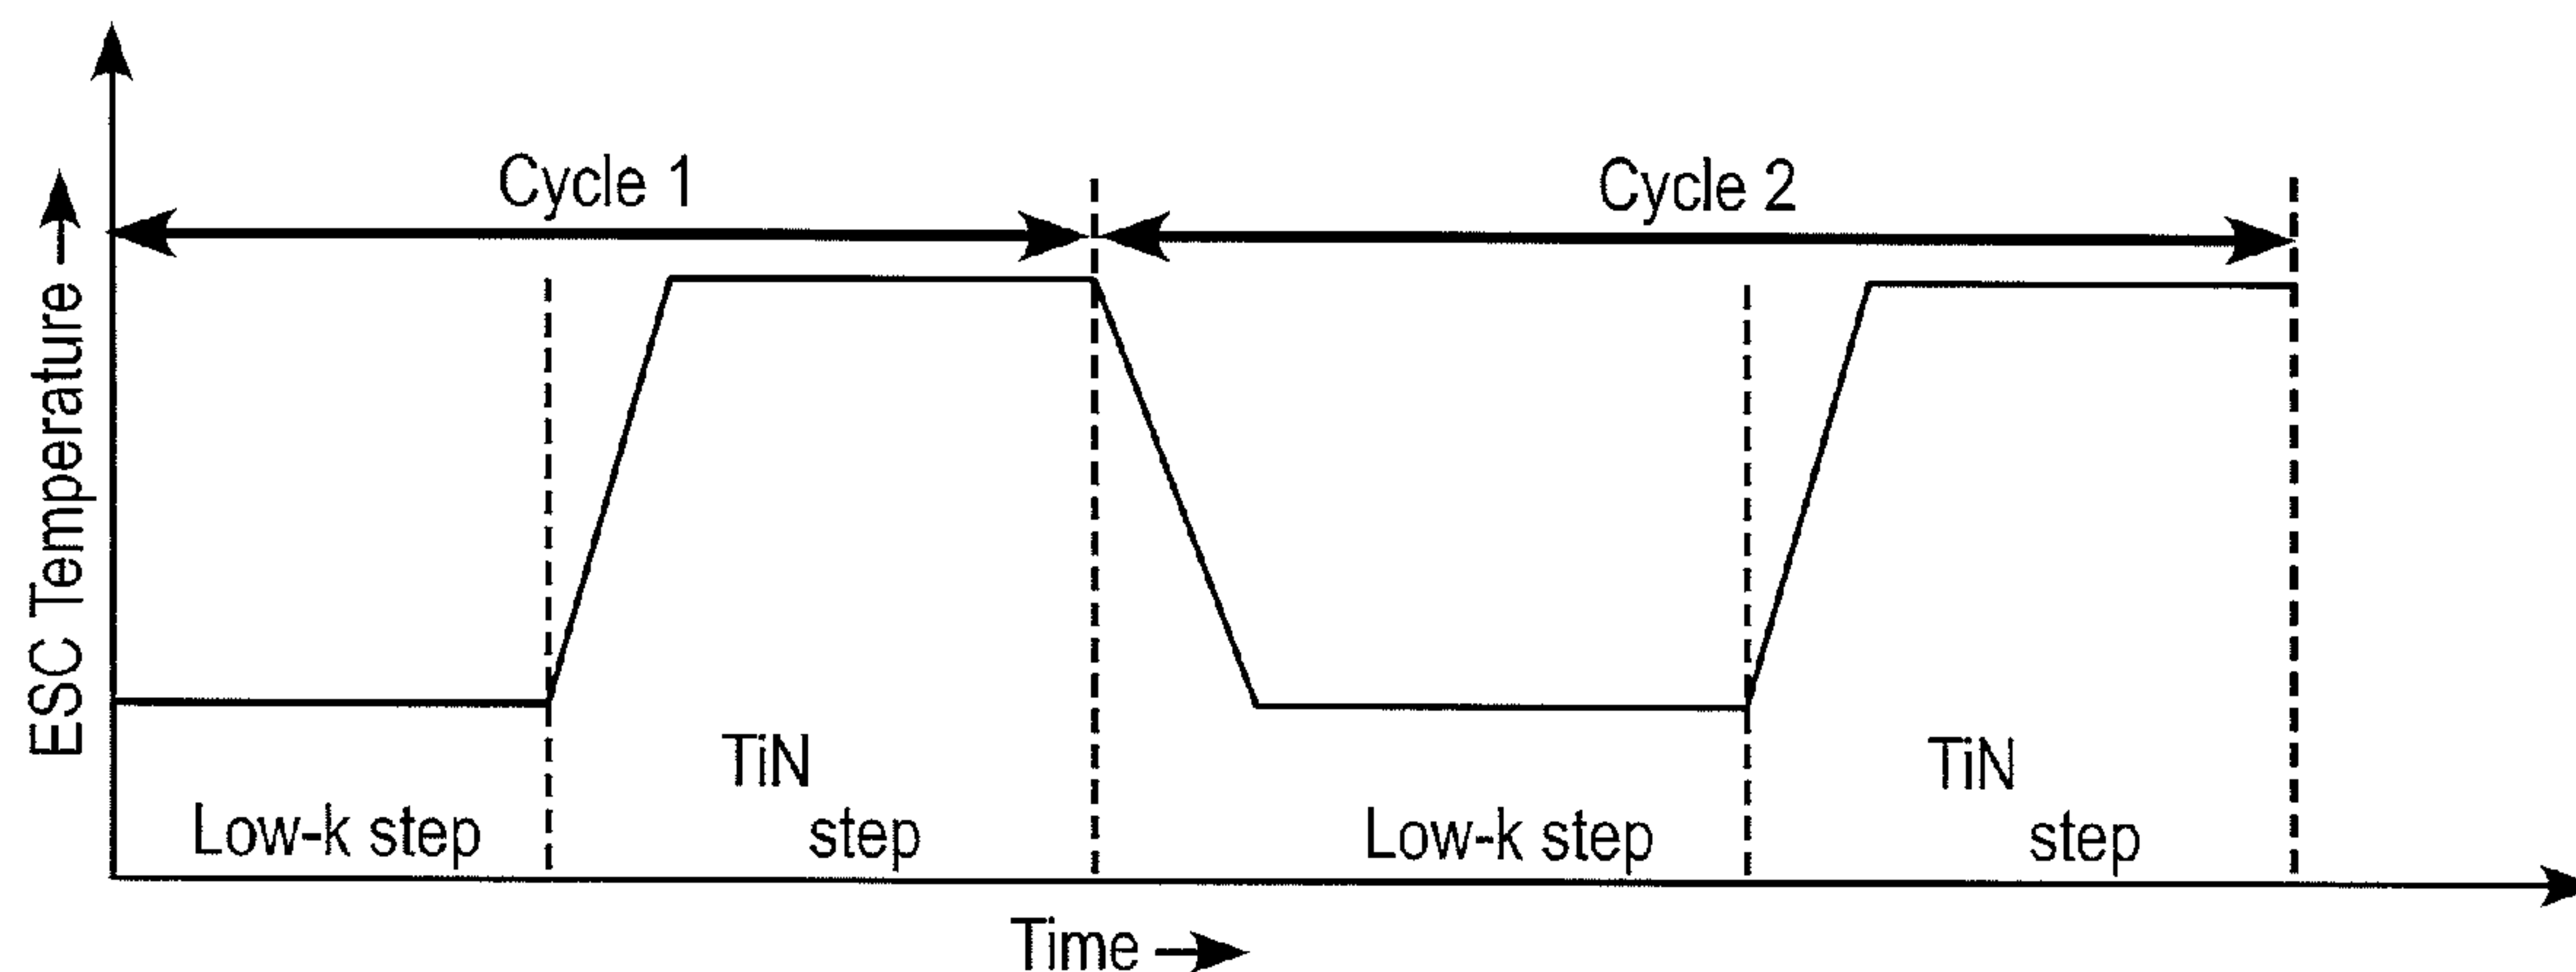 Cycle 1
Cycle 2
ESC Temperature
TiN
step
TiN
step
Low-k step
Low-k step
Time